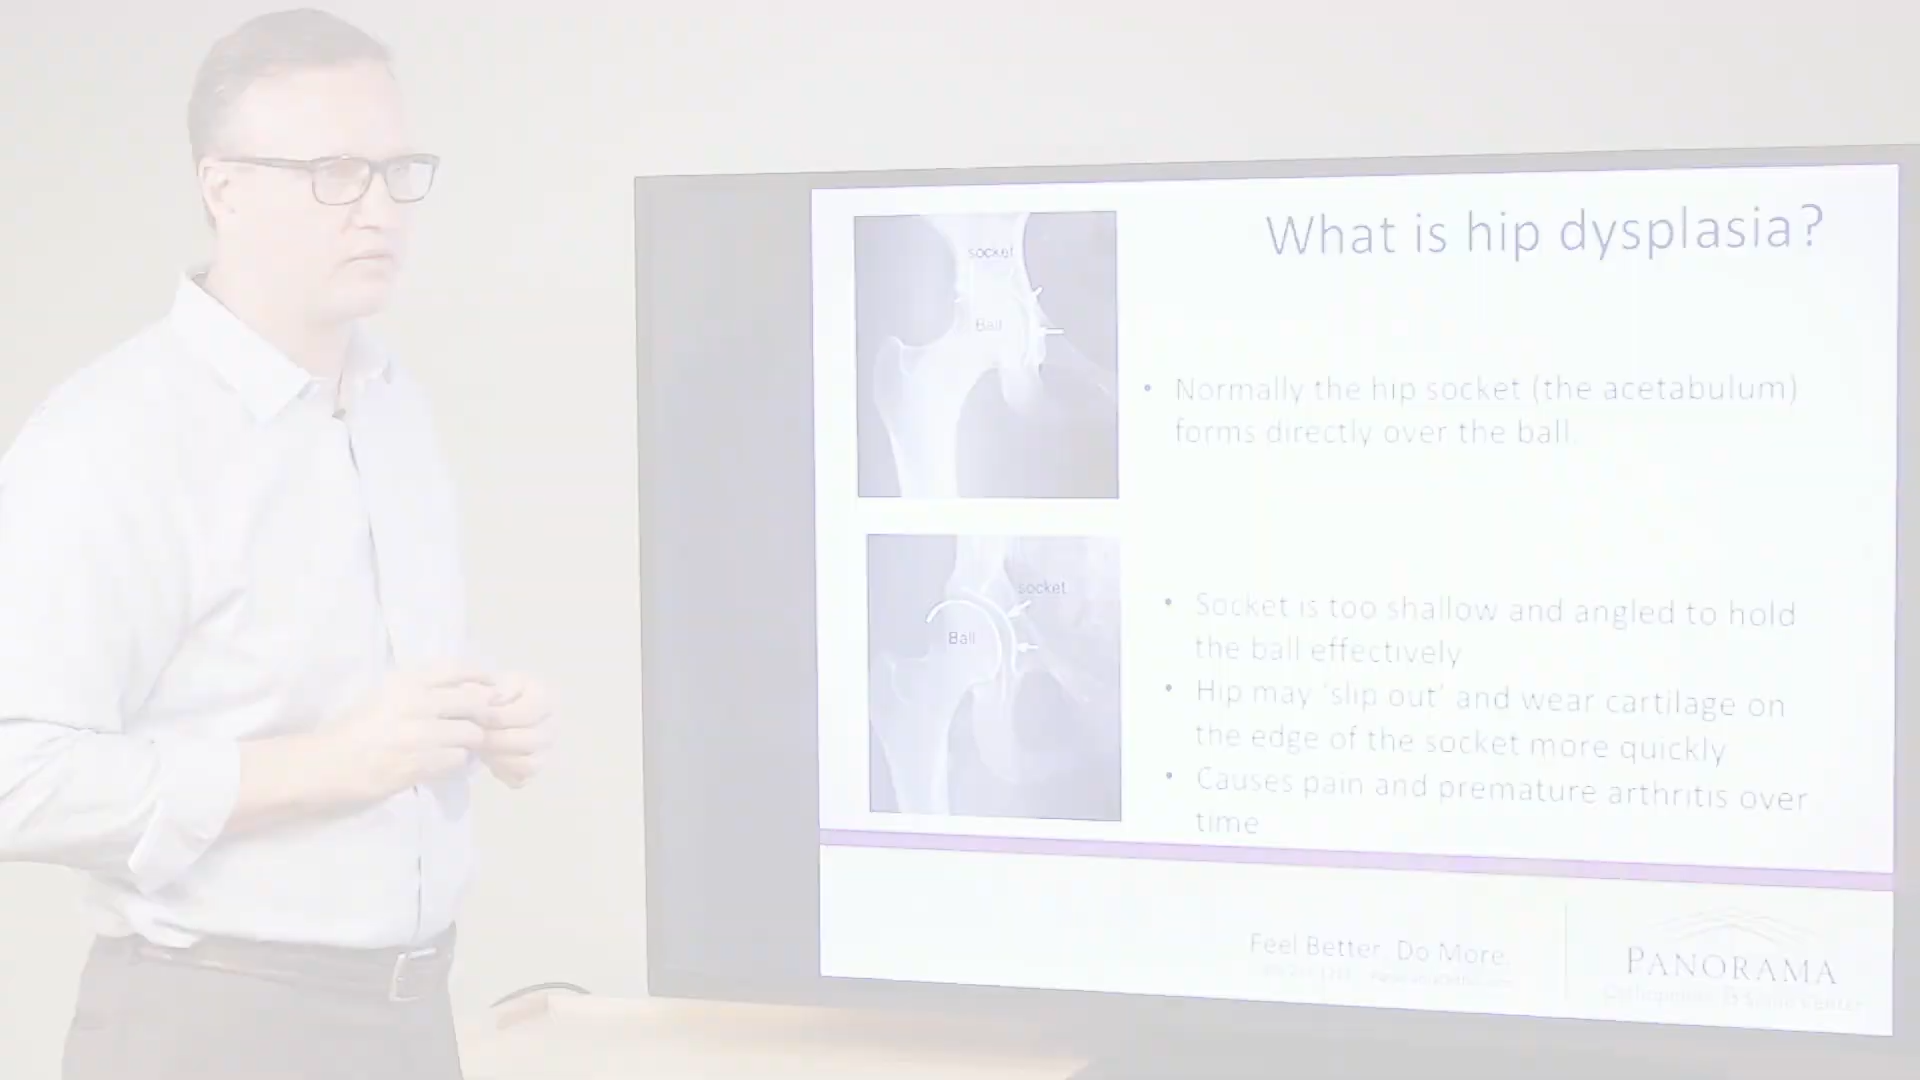 What is hip dysplasia?
socket
Ball
• Normally the hip socket (the acetabulum)
forms directly over the ball.
socket
Ball
• Socket is too shallow and angled to hold
the ball effectively
• Hip may 'slip out' and wear cartilage on
the edge of the socket more quickly
• Causes pain and premature arthritis over
time
Feel Better. Do More.
PANORAMA
Orthopedics & Spine Center